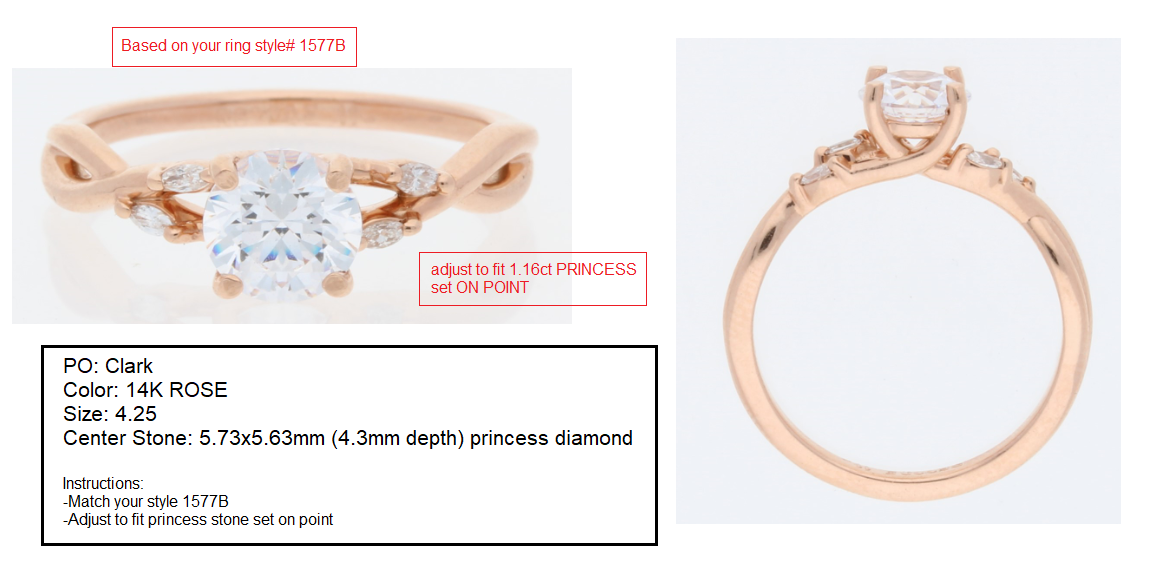 Based on your ring style# 1577B
adjust to fit 1.16ct PRINCESS
set ON POINT
PO: Clark
Color: 14K ROSE
Size: 4.25
Center Stone: 5.73x5.63mm (4.3mm depth) princess diamond
Instructions:
-Match your style 1577B
-Adjust to fit princess stone set on point